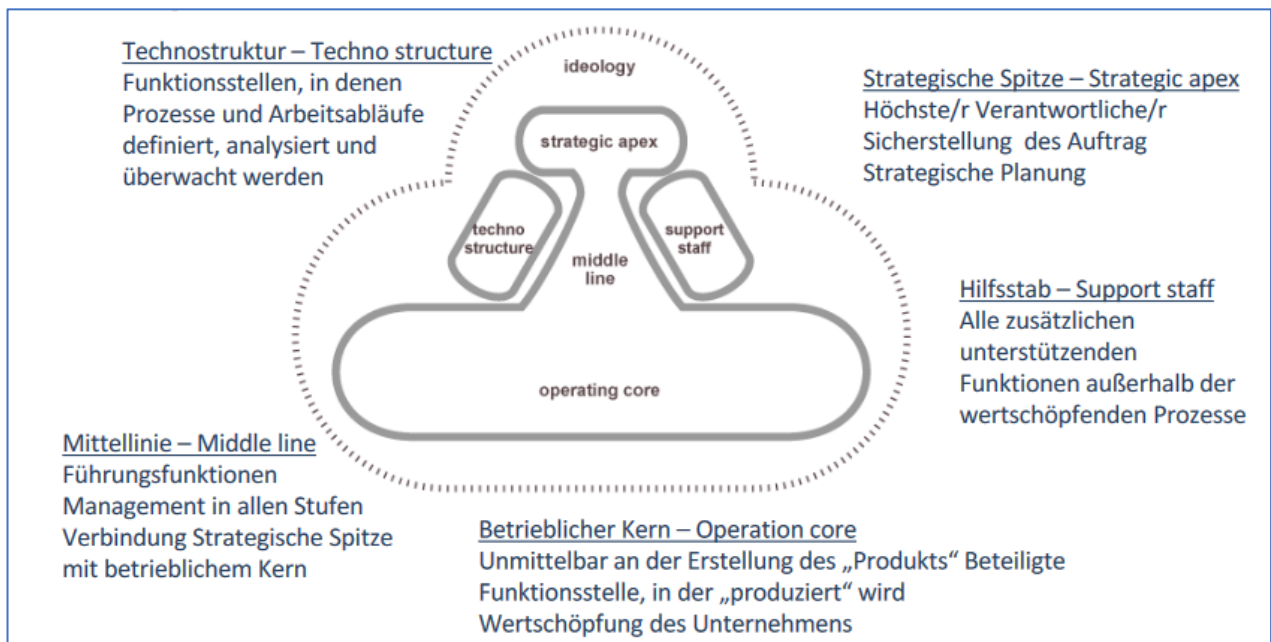 Technostruktur – Techno structure
Funktionsstellen, in denen
Prozesse und Arbeitsabläufe
definiert, analysiert und
überwacht werden
ideology
strategic apex
techno
structure
support
staff
middle
line
operating core
Strategische Spitze – Strategic apex
Höchste/r Verantwortliche/r
Sicherstellung des Auftrag
Strategische Planung
Hilfsstab – Support staff
Alle zusätzlichen
unterstützenden
Funktionen außerhalb der
wertschöpfenden Prozesse
Mittellinie – Middle line
Führungsfunktionen
Management in allen Stufen
Verbindung Strategische Spitze
mit betrieblichem Kern
Betrieblicher Kern – Operation core
Unmittelbar an der Erstellung des „Produkts“ Beteiligte
Funktionsstelle, in der „produziert“ wird
Wertschöpfung des Unternehmens